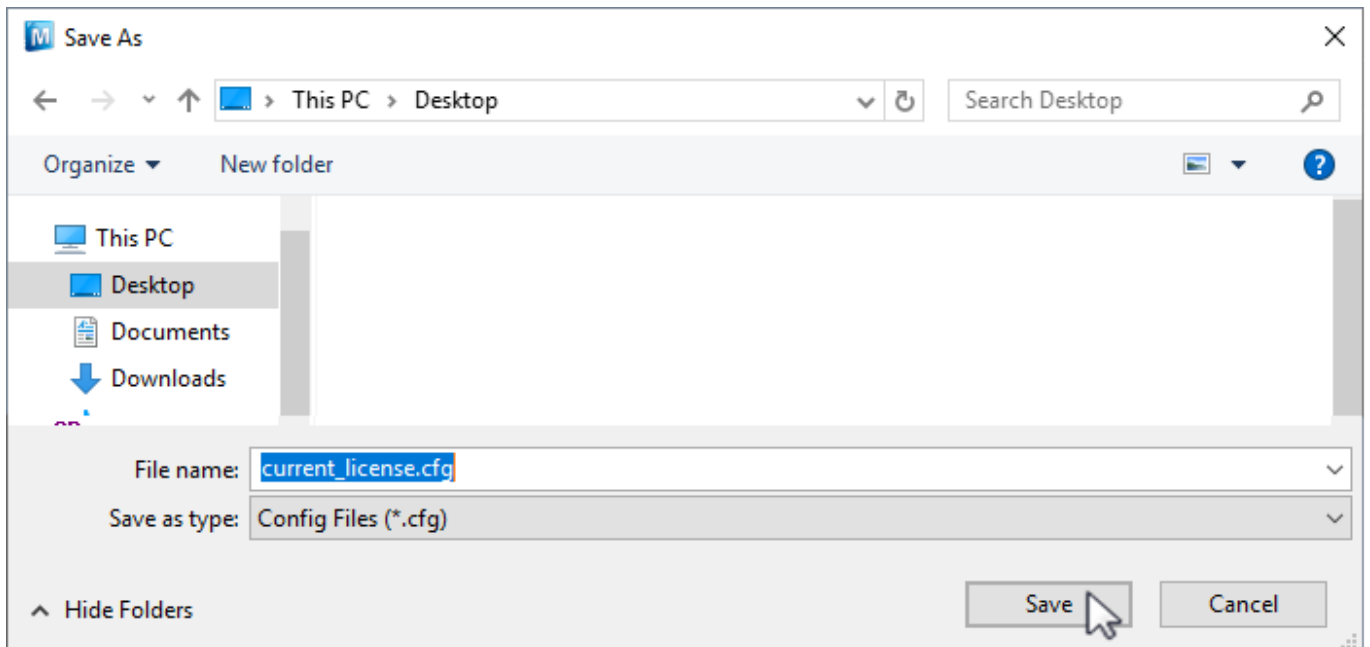 M Save As
This PC > Desktop
Search Desktop
Organize
New folder
?
This PC
Desktop
Documents
Downloads
File name: current_license.cfg
Save as type: Config Files (*.cfg)
Hide Folders
Save
Cancel